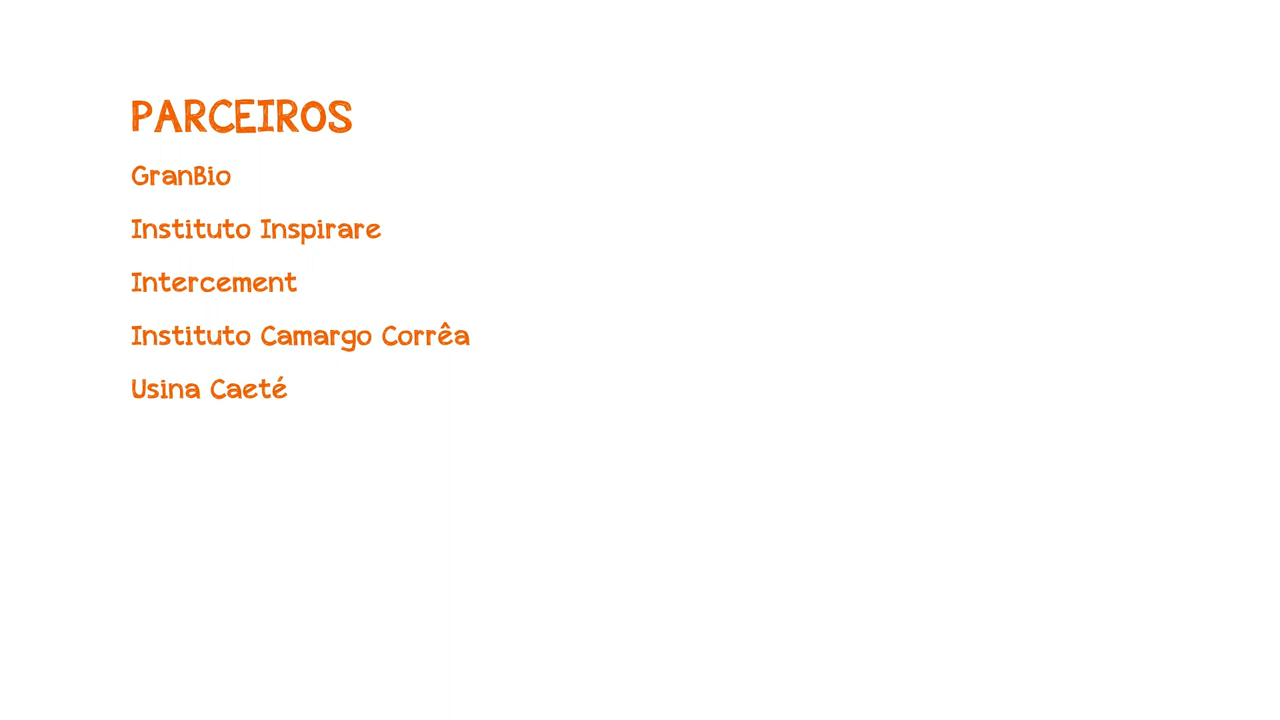 PARCEIROS
GranBio
Instituto Inspirare
Intercement
Instituto Camargo Corrêa
Usina Caeté